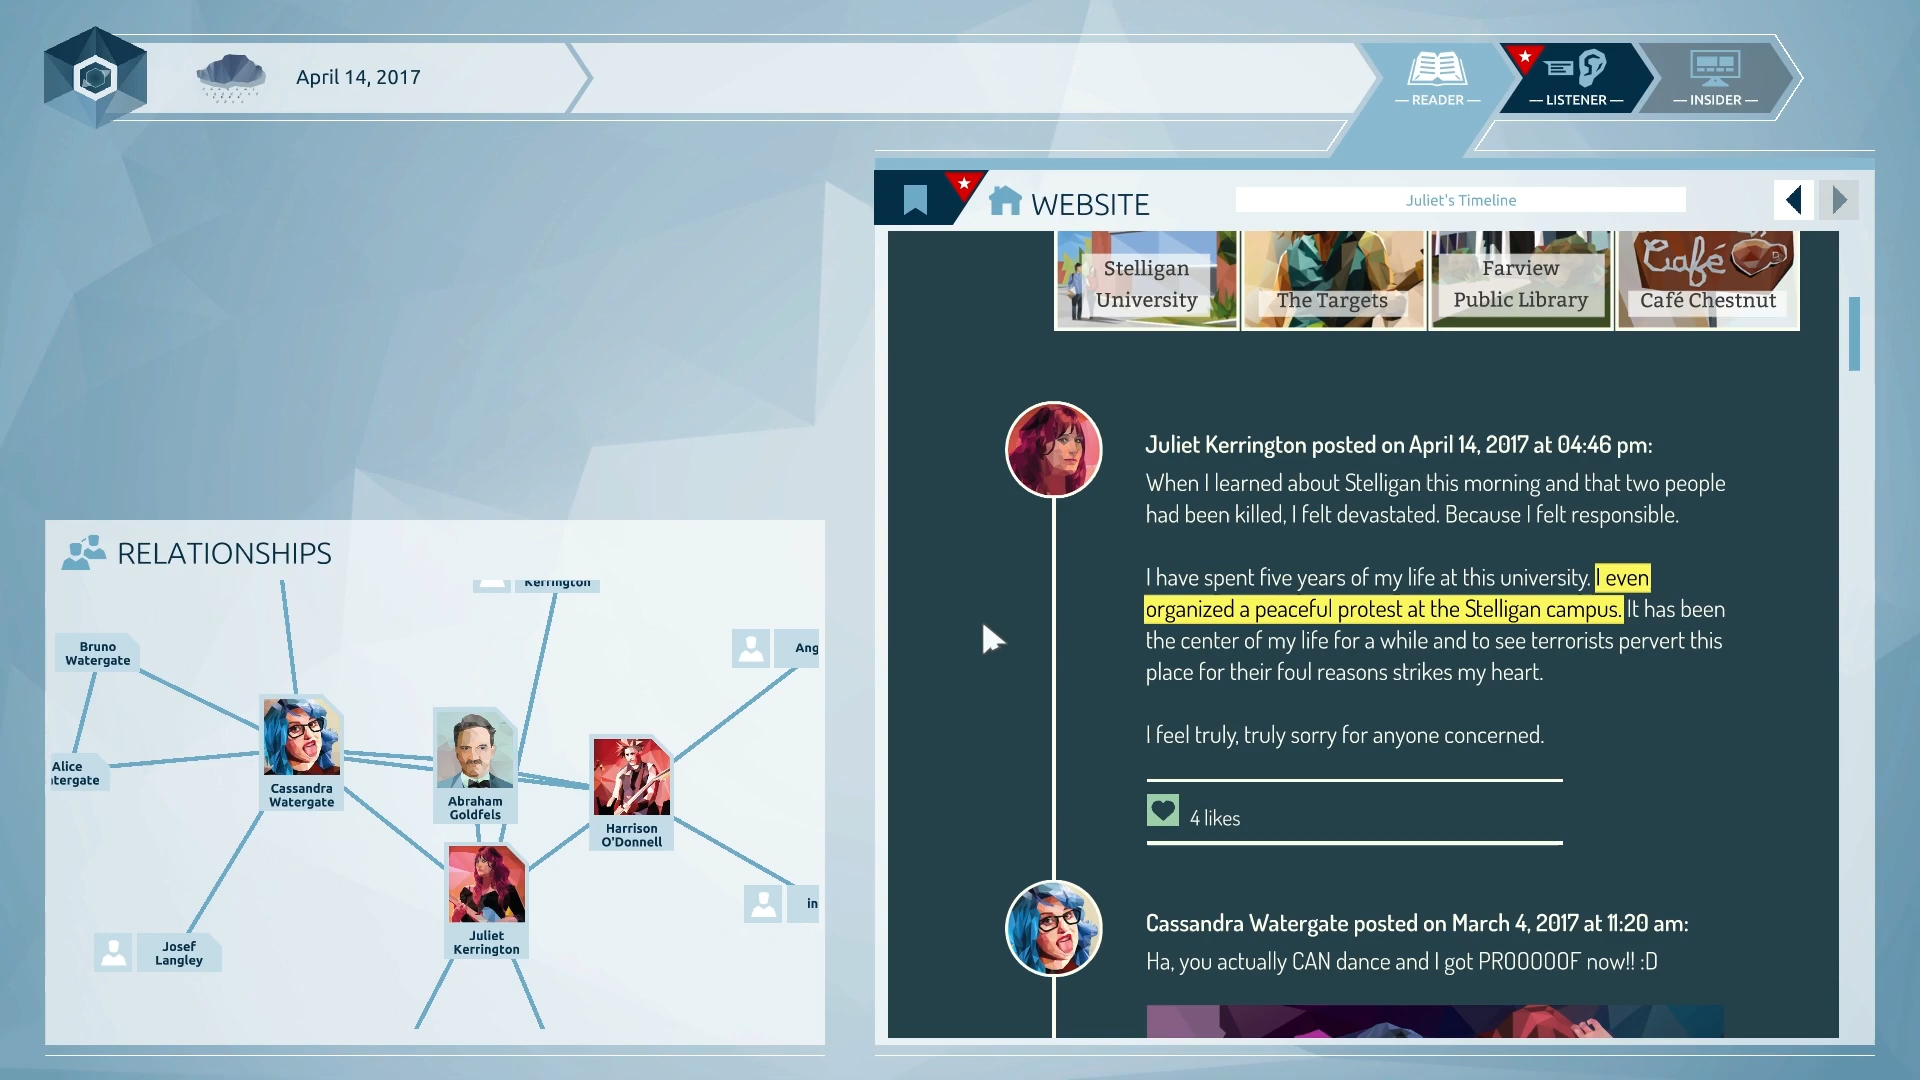 April 14, 2017
READER
LISTENER
INSIDER
WEBSITE
Juliet's Timeline
Stelligan
University
The Targets
Farview
Public Library
Café
Café Chestnut
Juliet Kerrington posted on April 14, 2017 at 04:46 pm:
When I learned about Stelligan this morning and that two people
had been killed, I felt devastated. Because I felt responsible.
I have spent five years of my life at this university. I even
organized a peaceful protest at the Stelligan campus. It has been
the center of my life for a while and to see terrorists pervert this
place for their foul reasons strikes my heart.
I feel truly, truly sorry for anyone concerned.
4 likes
Cassandra Watergate posted on March 4, 2017 at 11:20 am:
Ha, you actually CAN dance and I got PROOOOOF now!! :D
RELATIONSHIPS
Kerrington
Bruno
Watergate
Ang
Alice
tergate
Cassandra
Watergate
Abraham
Goldfels
Harrison
O'Donnell
Juliet
Kerrington
in
Josef
Langley